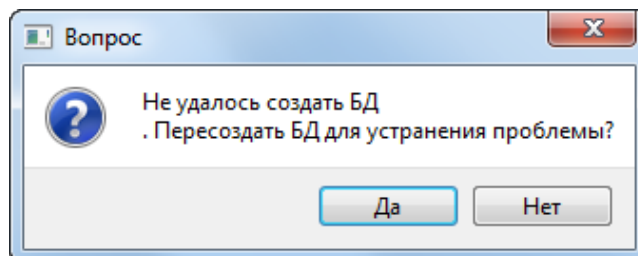 Вопрос
Не удалось создать БД
. Пересоздать БД для устранения проблемы?
Да
Нет